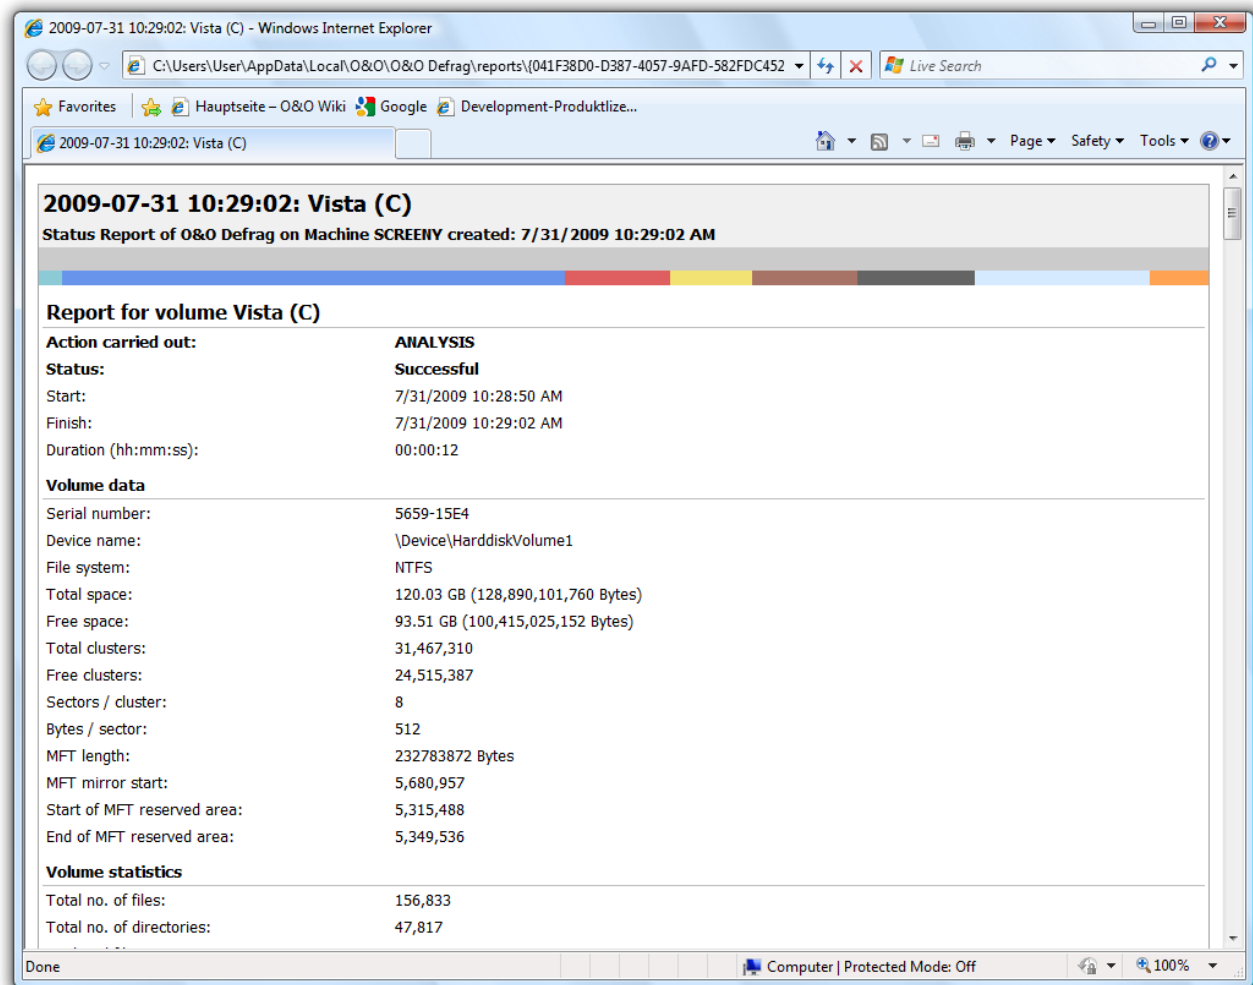 2009-07-31 10:29:02: Vista (C) - Windows Internet Explorer
C:\Users\User\AppData\Local\O&O\O&O Defrag\reports\{041F38D0-D387-4057-9AFD-582FDC452 Live Search
Favorites Hauptseite – O&O Wiki Google Development-Produktlize...
2009-07-31 10:29:02: Vista (C) Page Safety Tools
2009-07-31 10:29:02: Vista (C)
Status Report of O&O Defrag on Machine SCREENY created: 7/31/2009 10:29:02 AM
Report for volume Vista (C)
Action carried out: ANALYSIS
Status: Successful
Start: 7/31/2009 10:28:50 AM
Finish: 7/31/2009 10:29:02 AM
Duration (hh:mm:ss): 00:00:12
Volume data
Serial number: 5659-15E4
Device name: \Device\HarddiskVolume1
File system: NTFS
Total space: 120.03 GB (128,890,101,760 Bytes)
Free space: 93.51 GB (100,415,025,152 Bytes)
Total clusters: 31,467,310
Free clusters: 24,515,387
Sectors / cluster: 8
Bytes / sector: 512
MFT length: 232783872 Bytes
MFT mirror start: 5,680,957
Start of MFT reserved area: 5,315,488
End of MFT reserved area: 5,349,536
Volume statistics
Total no. of files: 156,833
Total no. of directories: 47,817
Done Computer | Protected Mode: Off 100%